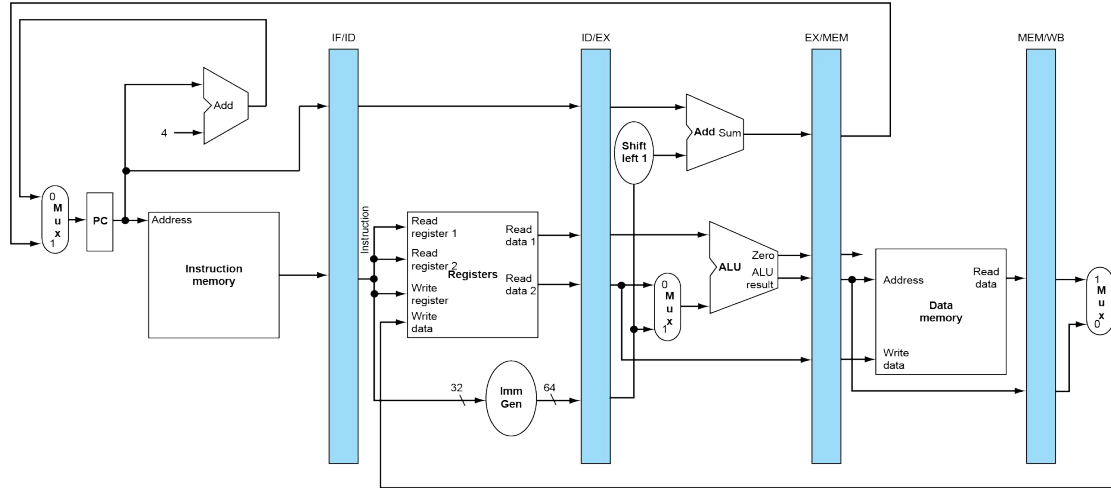 IF/ID
ID/EX
EX/MEM
MEM/WB
Add
4
Add Sum
Shift
left 1
0
M
u
x
1
PC
Address
Instruction
memory
Instruction
Read
register 1
Read
register 2
Registers
Write
register
Write
data
Read
data 1
Read
data 2
0
M
u
x
1
ALU
Zero
ALU
result
Address
Read
data
Data
memory
Write
data
1
M
u
x
0
32
Imm
Gen
64